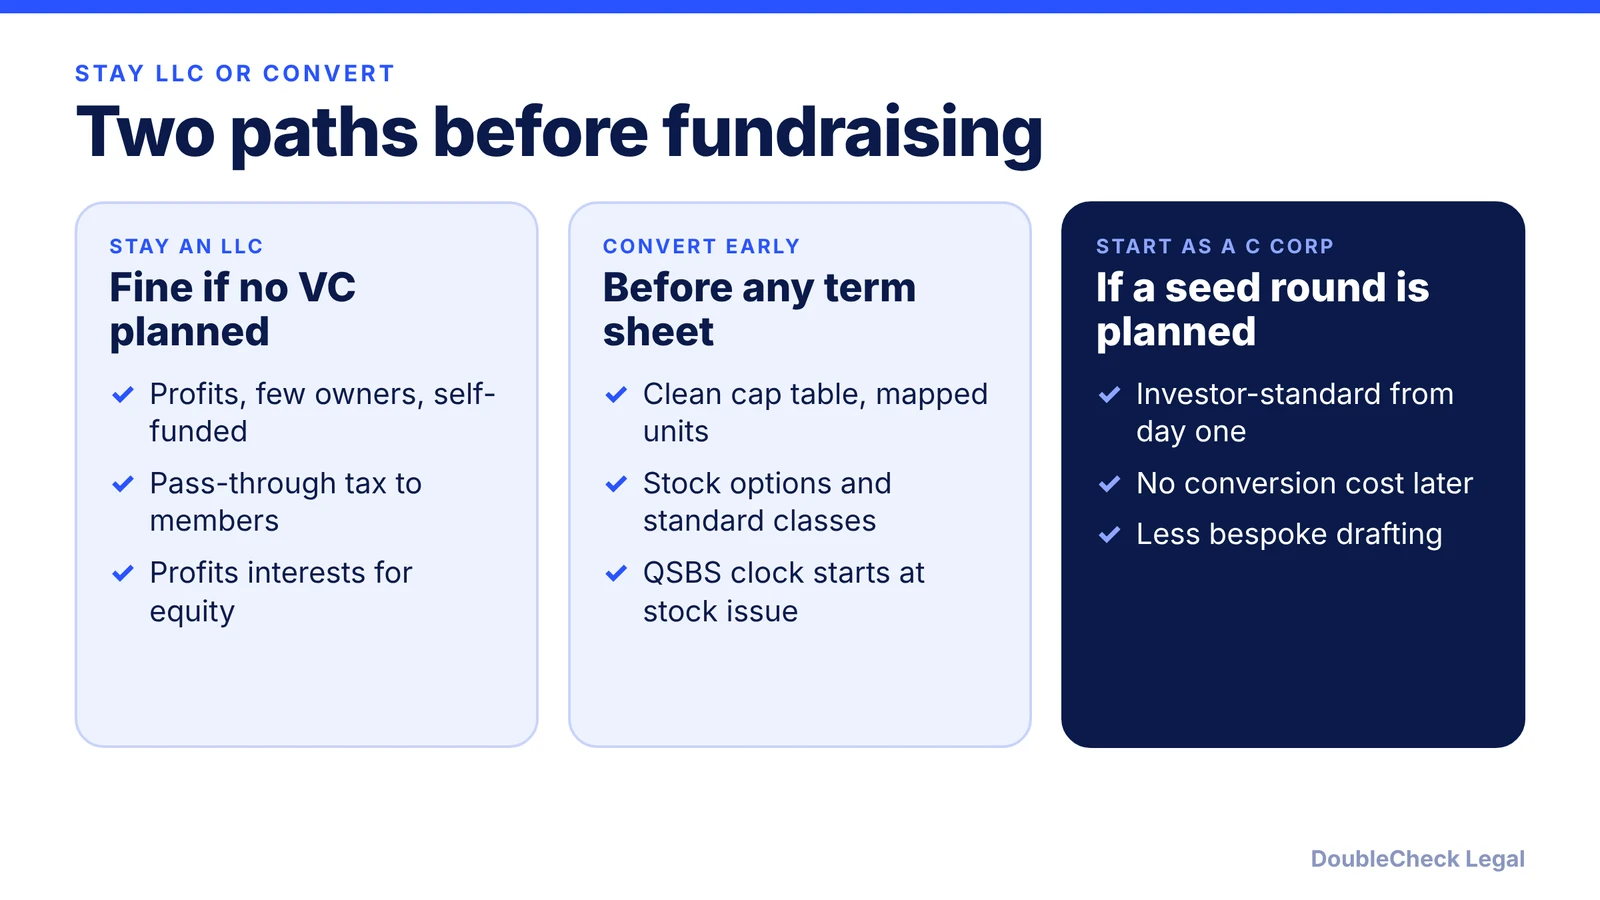 STAY LLC OR CONVERT
Two paths before fundraising
STAY AN LLC
Fine if no VC
planned
Profits, few owners, self-
funded
Pass-through tax to
members
Profits interests for
equity
CONVERT EARLY
Before any term
sheet
Clean cap table, mapped
units
Stock options and
standard classes
QSBS clock starts at
stock issue
START AS A C CORP
If a seed round is
planned
Investor-standard from
day one
No conversion cost later
Less bespoke drafting
DoubleCheck Legal